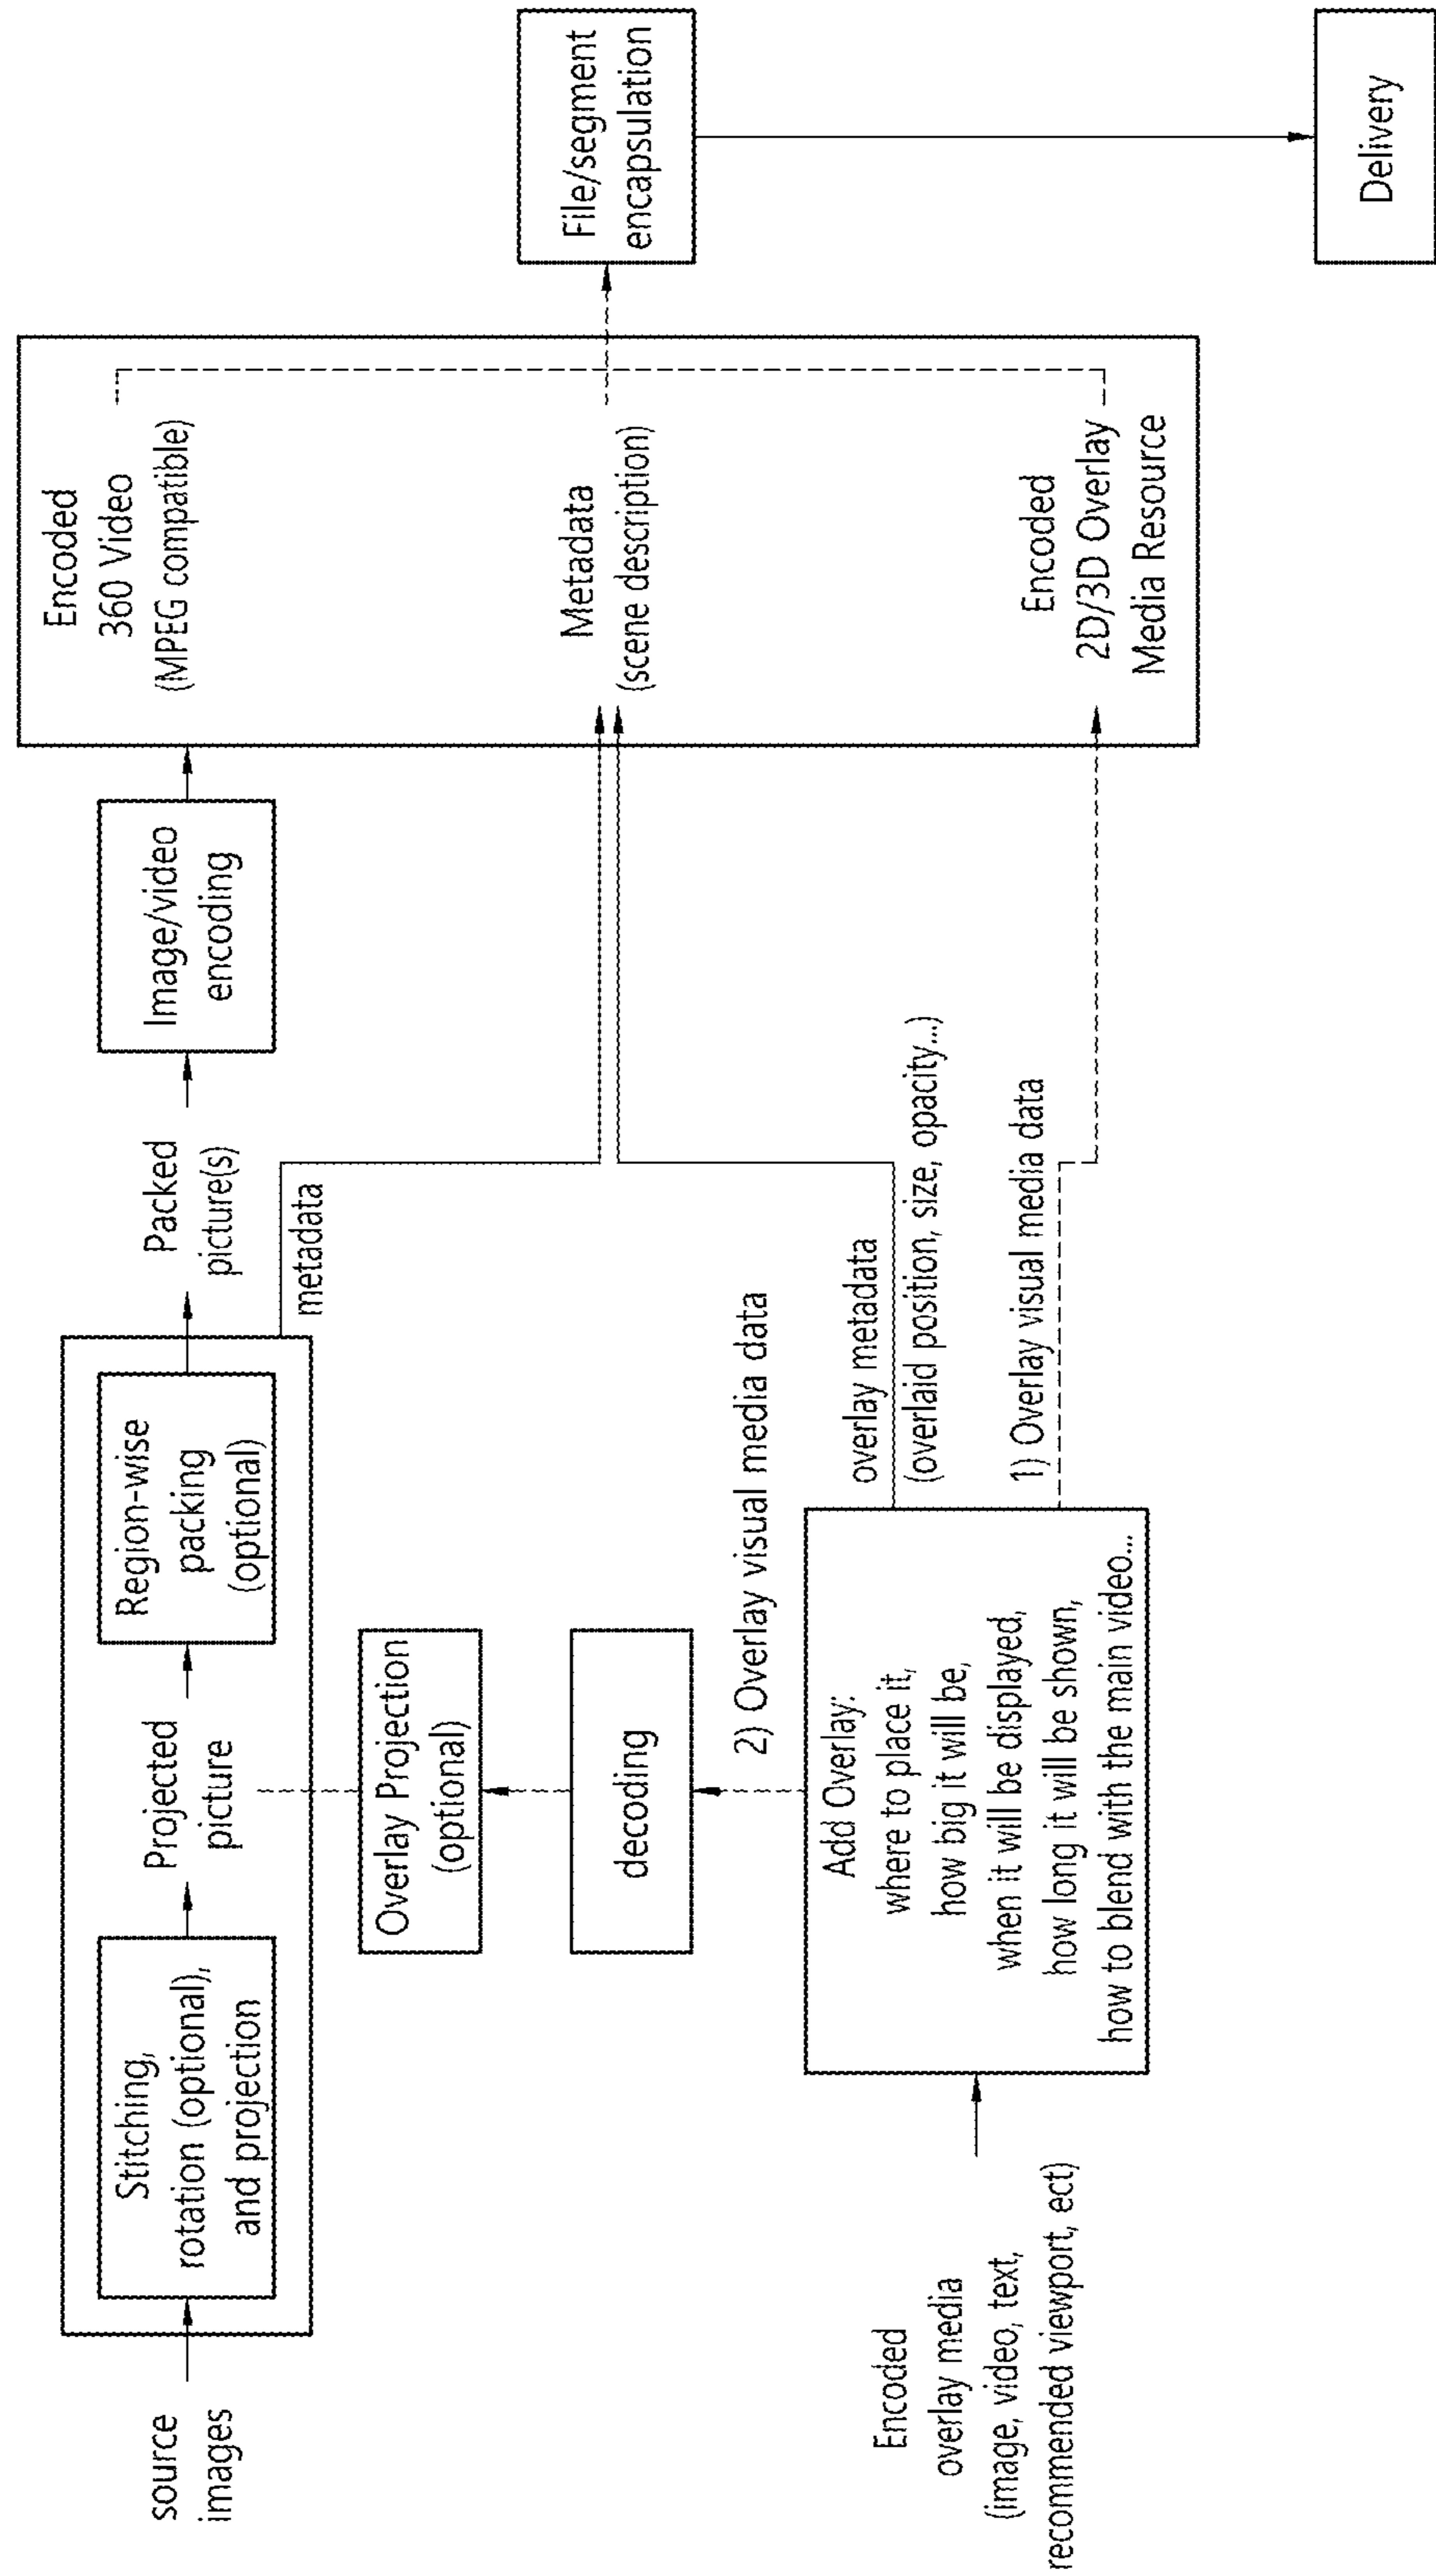 source
images
Stitching,
rotation (optional),
and projection
Projected
picture
Region-wise
packing
(optional)
Packed
picture(s)
Image/video
encoding
Encoded
360 Video
(MPEG compatible)
metadata
Metadata
(scene description)
Encoded
2D/3D Overlay
Media Resource
File/segment
encapsulation
Delivery
Overlay Projection
(optional)
decoding
2) Overlay visual media data
overlay metadata
(overlaid position, size, opacity...)
1) Overlay visual media data
Add Overlay:
where to place it,
how big it will be,
when it will be displayed,
how long it will be shown,
how to blend with the main video...
Encoded
overlay media
(image, video, text,
recommended viewport, ect)